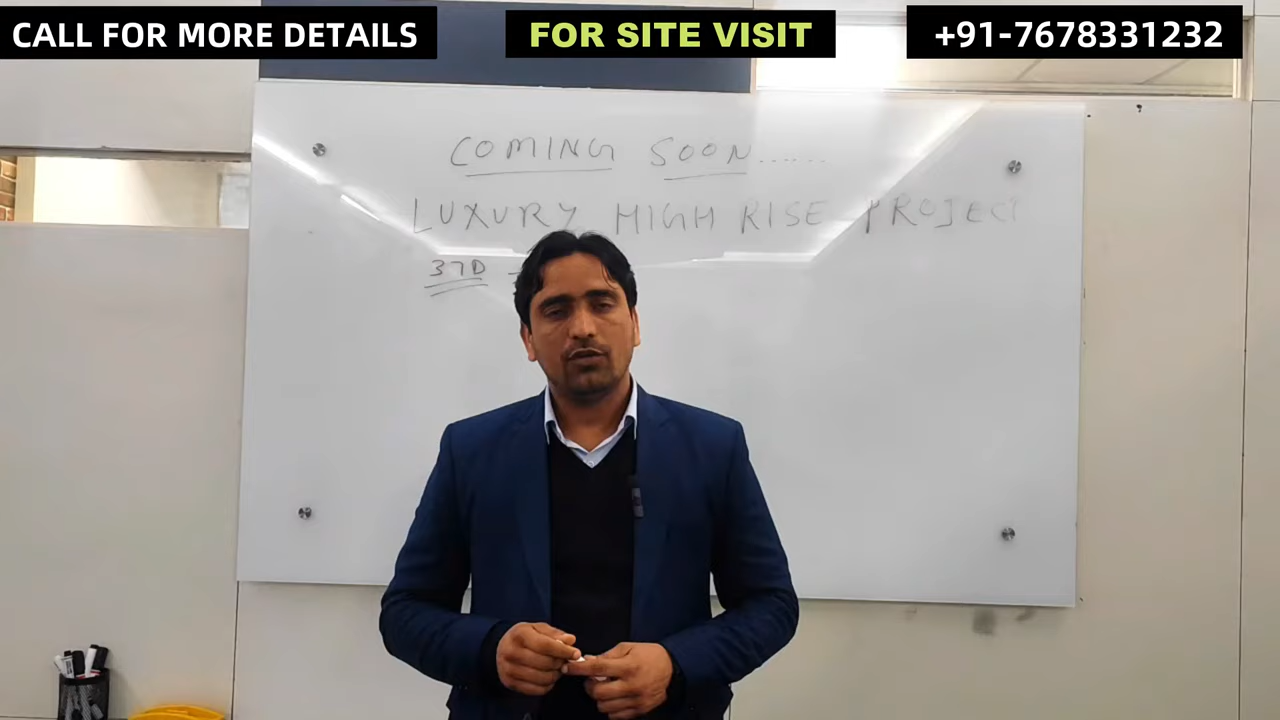 CALL FOR MORE DETAILS
FOR SITE VISIT
+91-7678331232
COMING SOON......
LUXURY HIGH RISE PROJECT
37D -